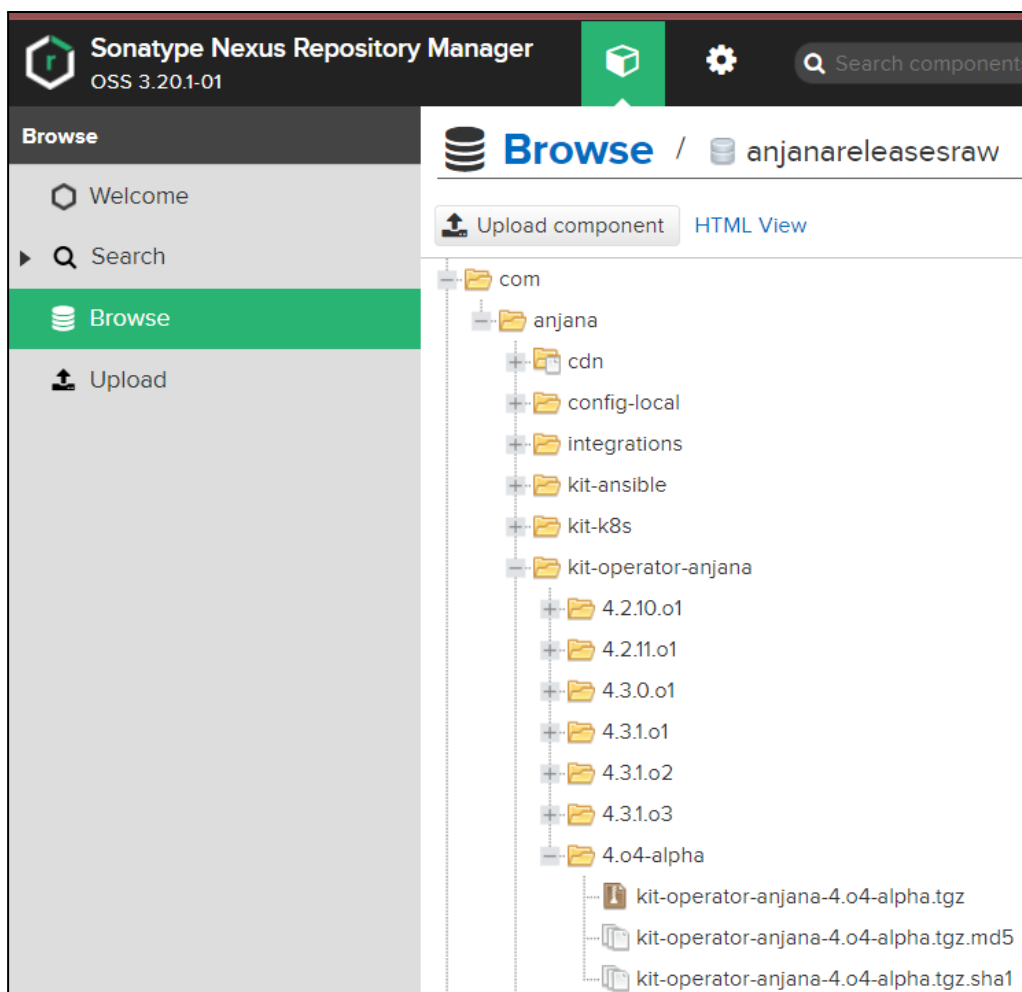 Sonatype Nexus Repository Manager
OSS 3.20.1-01
Search component
Browse
Welcome
Search
Browse
Upload
Browse / anjanareleasesraw
Upload component HTML View
com
anjana
cdn
config-local
integrations
kit-ansible
kit-k8s
kit-operator-anjana
4.2.10.o1
4.2.11.o1
4.3.0.o1
4.3.1.o1
4.3.1.o2
4.3.1.o3
4.o4-alpha
kit-operator-anjana-4.o4-alpha.tgz
kit-operator-anjana-4.o4-alpha.tgz.md5
kit-operator-anjana-4.o4-alpha.tgz.sha1